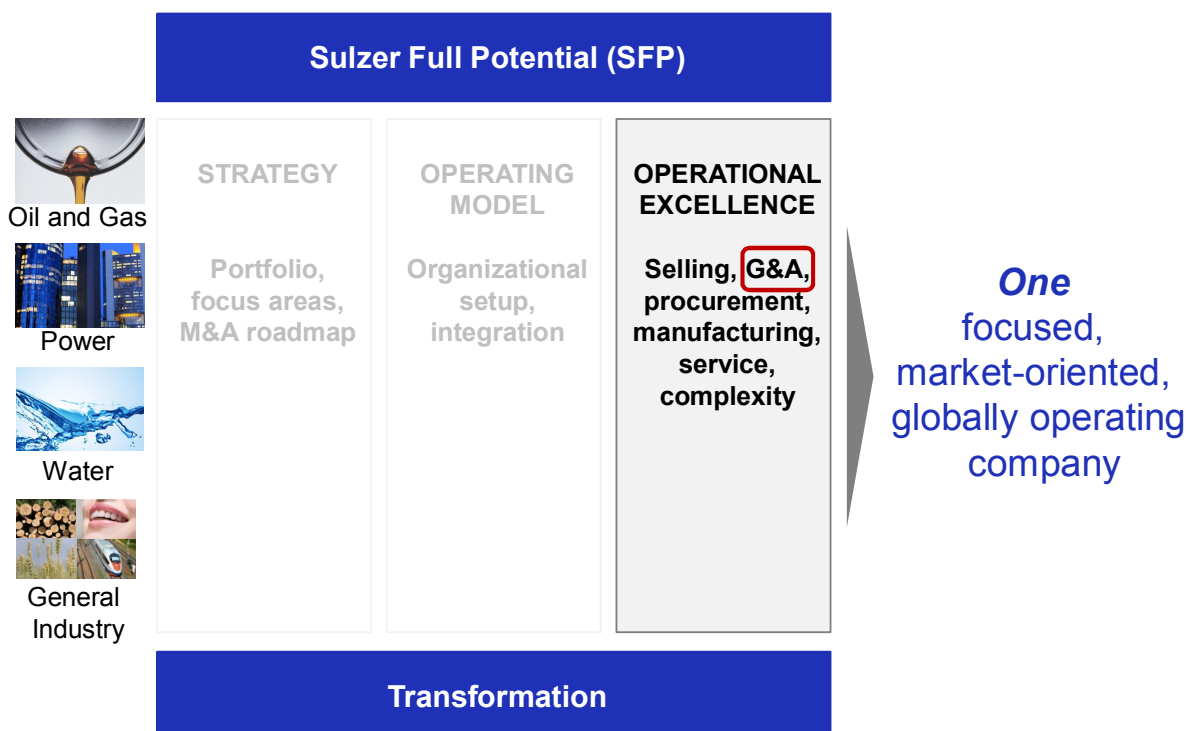 Sulzer Full Potential (SFP)
Oil and Gas
Power
Water
General
Industry
STRATEGY
Portfolio,
focus areas,
M&A roadmap
OPERATING
MODEL
Organizational
setup,
integration
OPERATIONAL
EXCELLENCE
Selling, G&A,
procurement,
manufacturing,
service,
complexity
One
focused,
market-oriented,
globally operating
company
Transformation